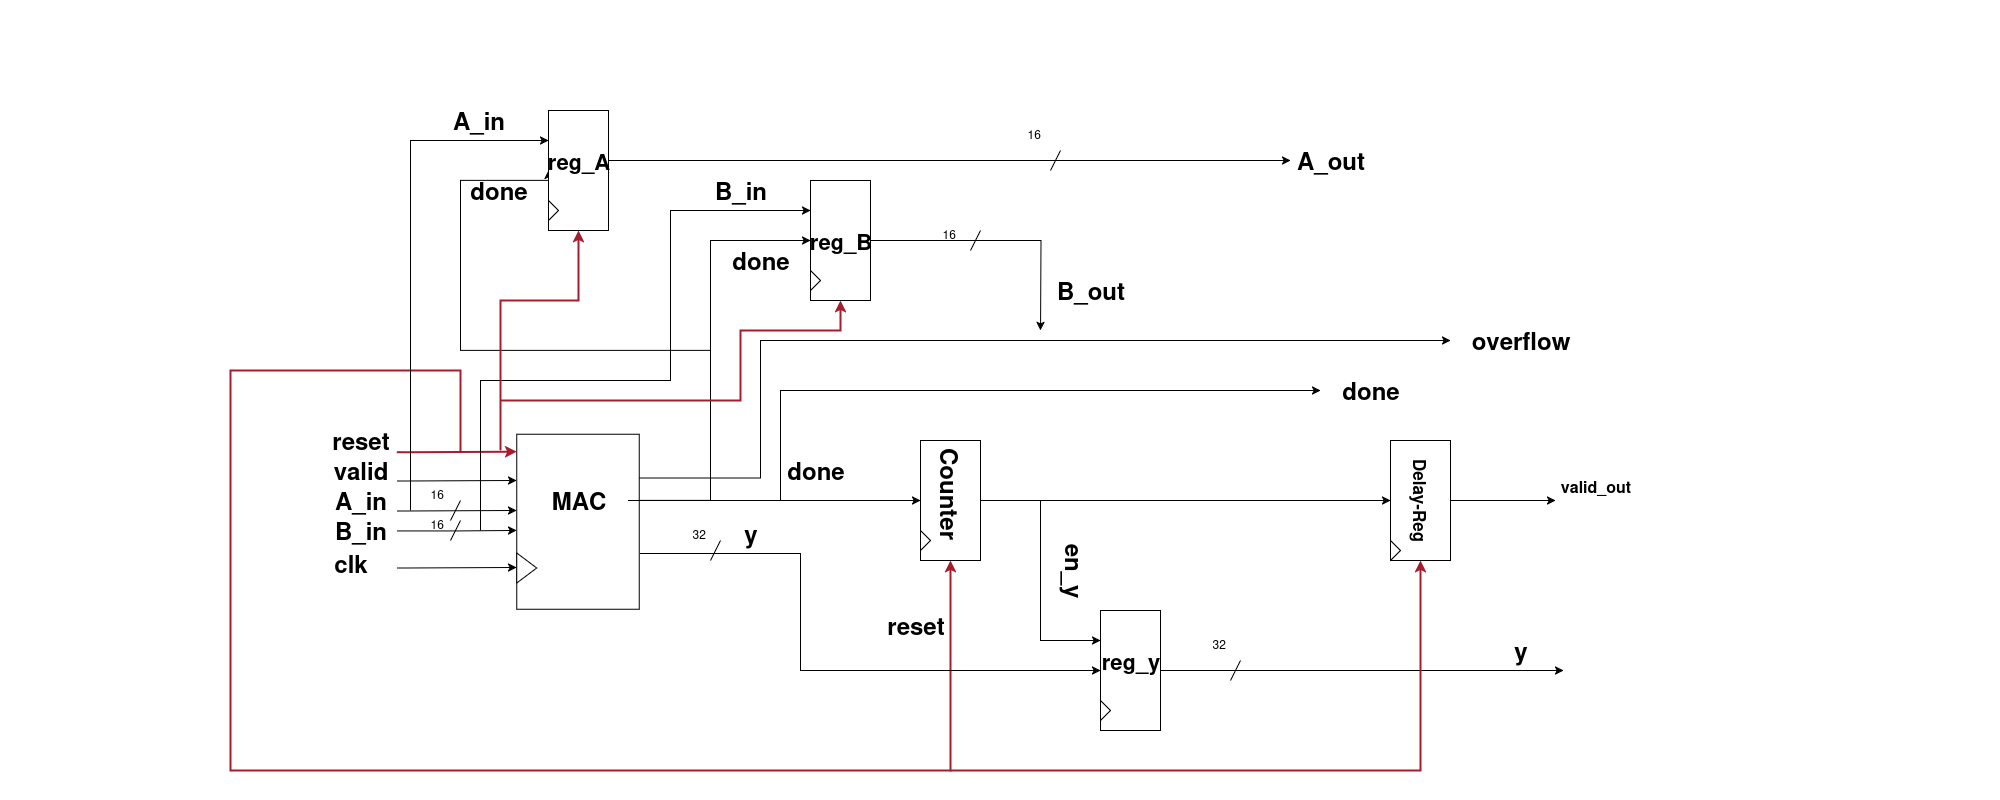 16
A_in
reg_A
A_out
done
B_in
16
reg_B
done
B_out
overflow
done
reset
valid
16
A_in
16
B_in
clk
MAC
done
Counter
Delay-Reg
valid_out
32
y
en_y
reset
32
reg_y
y